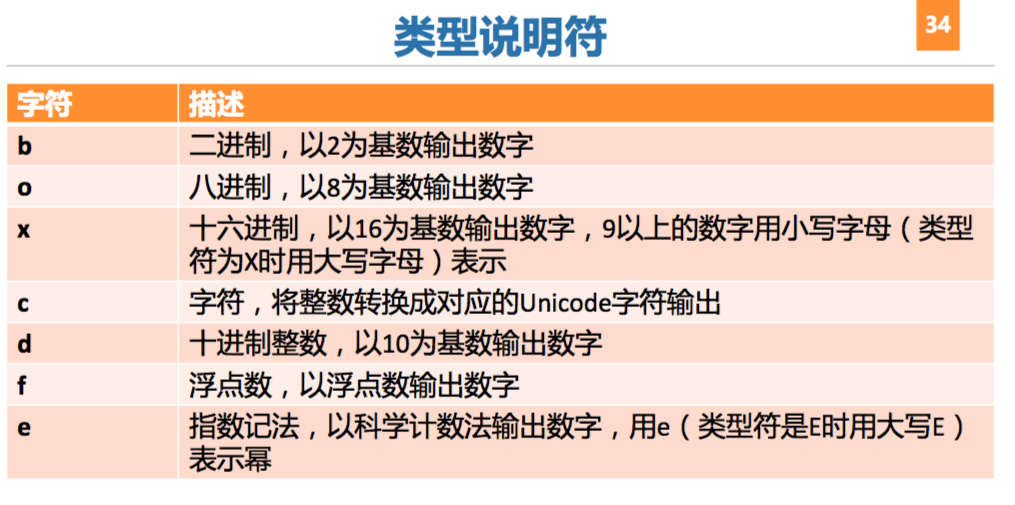 类型说明符
34
字符 描述
b 二进制，以2为基数输出数字
o 八进制，以8为基数输出数字
x 十六进制，以16为基数输出数字，9以上的数字用小写字母（类型
符为X时用大写字母）表示
c 字符，将整数转换成对应的Unicode字符输出
d 十进制整数，以10为基数输出数字
f 浮点数，以浮点数输出数字
e 指数记法，以科学计数法输出数字，用e（类型符是E时用大写E）
表示幂